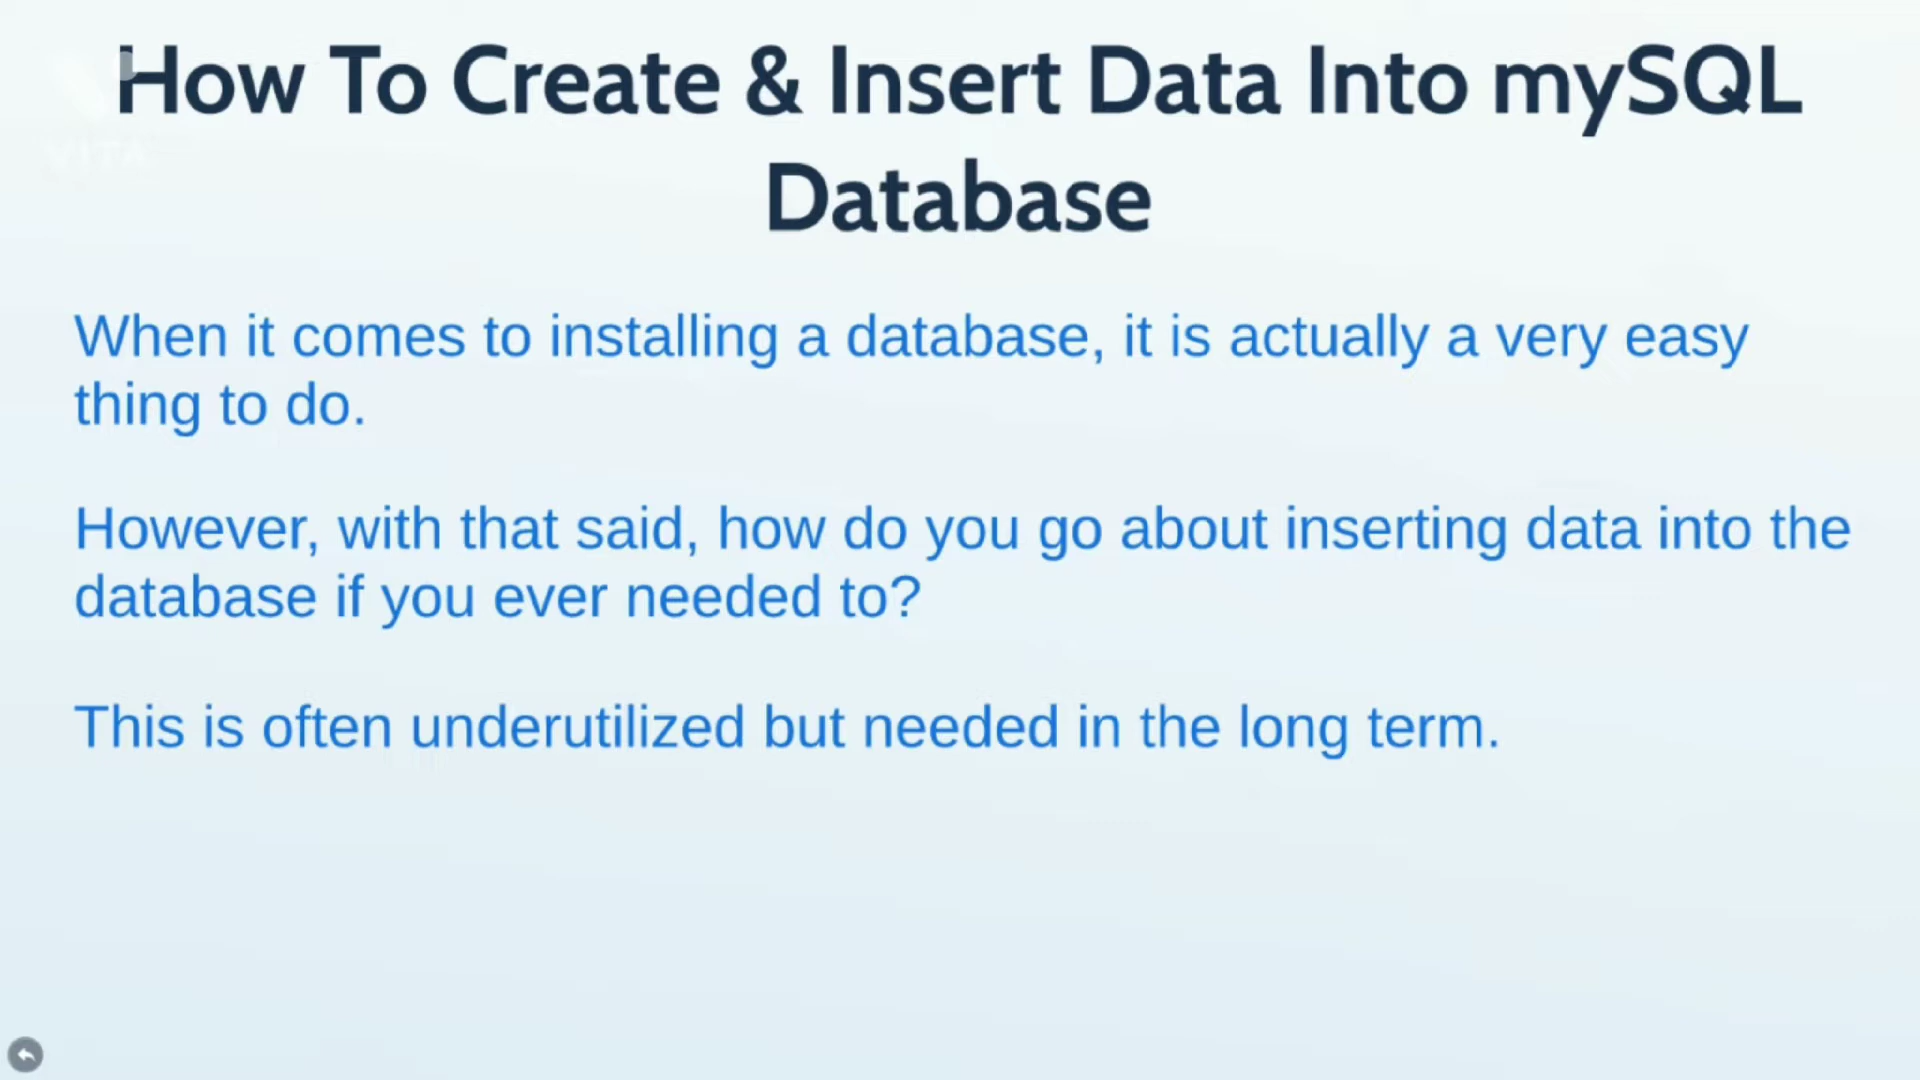 How To Create & Insert Data Into mySQL
Database
VITA
When it comes to installing a database, it is actually a very easy
thing to do.
However, with that said, how do you go about inserting data into the
database if you ever needed to?
This is often underutilized but needed in the long term.